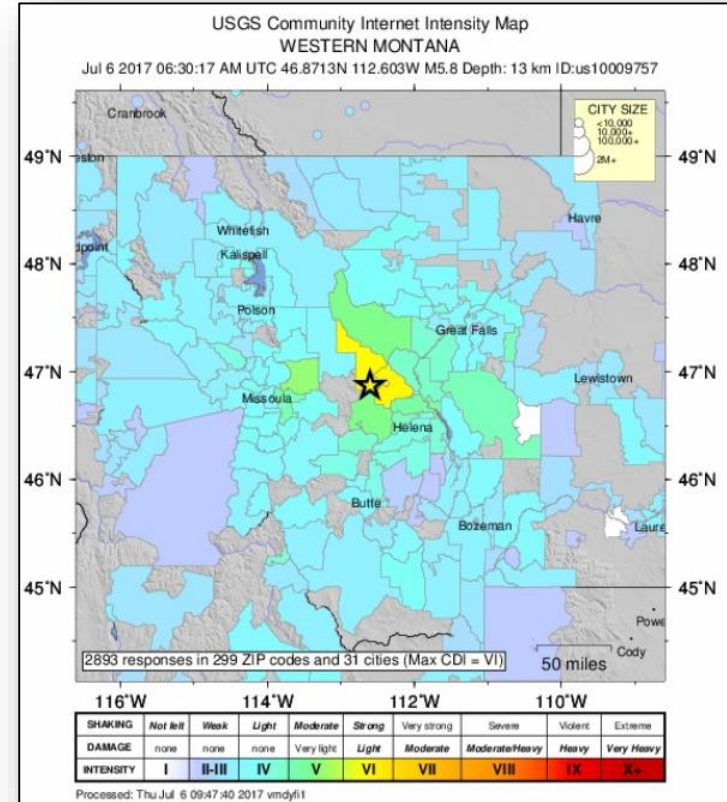 USGS Community Internet Intensity Map
WESTERN MONTANA
Jul 6 2017 06:30:17 AM UTC 46.8713N 112.603W M5.8 Depth: 13 km ID:us10009757
CITY SIZE
<10,000
10,000+
100,000+
2M+
Cranbrook
49°N 49°N
eston
Havre
Whitefish
dpoint
Kalispell
48°N 48°N
Polson
Great Falls
47°N 47°N
Lewistown
Missoula
Helena
46°N 46°N
Butte
Bozeman
Laure
45°N 45°N
Powe
Cody
2893 responses in 299 ZIP codes and 31 cities (Max CDI = VI)
50 miles
116°W 114°W 112°W 110°W
SHAKING Not felt Weak Light Moderate Strong Very strong Severe Violent Extreme
DAMAGE none none none Very light Light Moderate Moderate/Heavy Heavy Very Heavy
INTENSITY I II-III IV V VI VII VIII IX X+
Processed: Thu Jul 6 09:47:40 2017 vmdyfi1